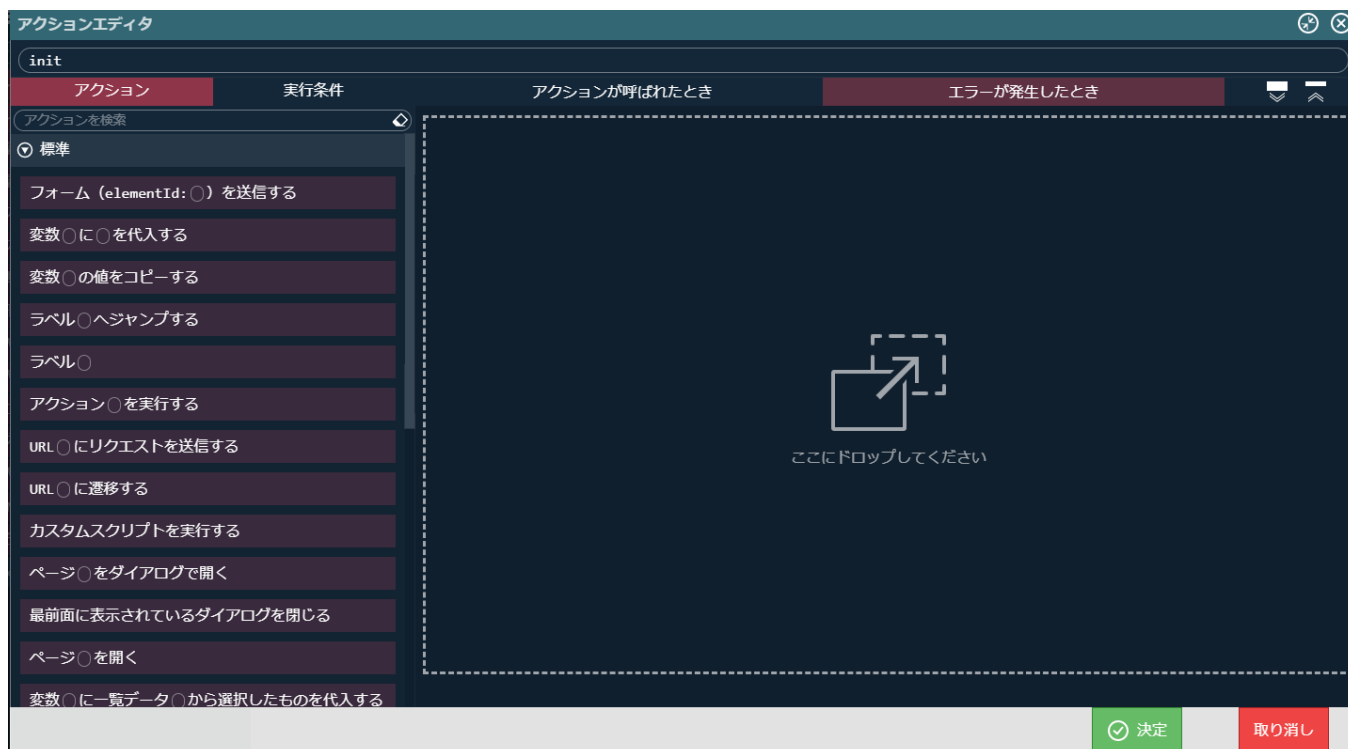 アクションエディタ
init
アクション 実行条件 アクションが呼ばれたとき エラーが発生したとき
アクションを検索
標準
フォーム (elementId:○) を送信する
変数○に○を代入する
変数○の値をコピーする
ラベル○へジャンプする
ラベル○
アクション○を実行する
URL○にリクエストを送信する
URL○に遷移する
カスタムスクリプトを実行する
ページ○をダイアログで開く
最前面に表示されているダイアログを閉じる
ページ○を開く
変数○に一覧データ○から選択したものを代入する
ここにドロップしてください
決定 取り消し